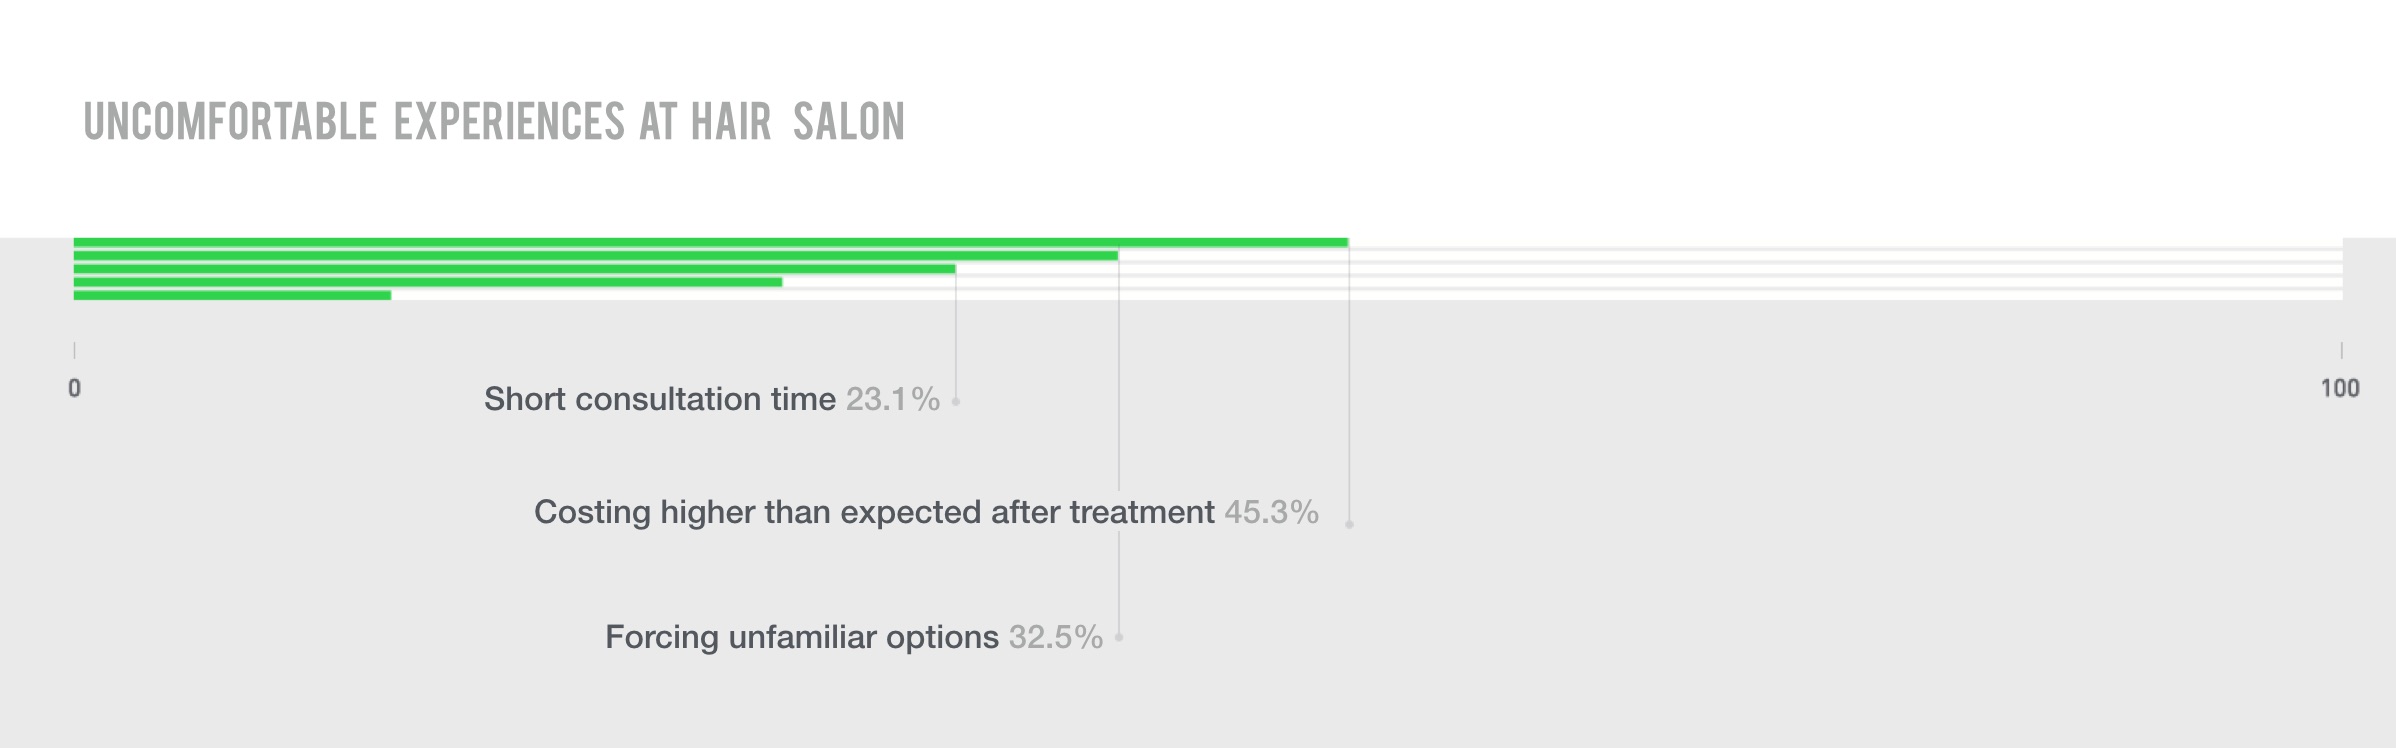 UNCOMFORTABLE EXPERIENCES AT HAIR SALON
0
100
Short consultation time 23.1%
Costing higher than expected after treatment 45.3%
Forcing unfamiliar options 32.5%